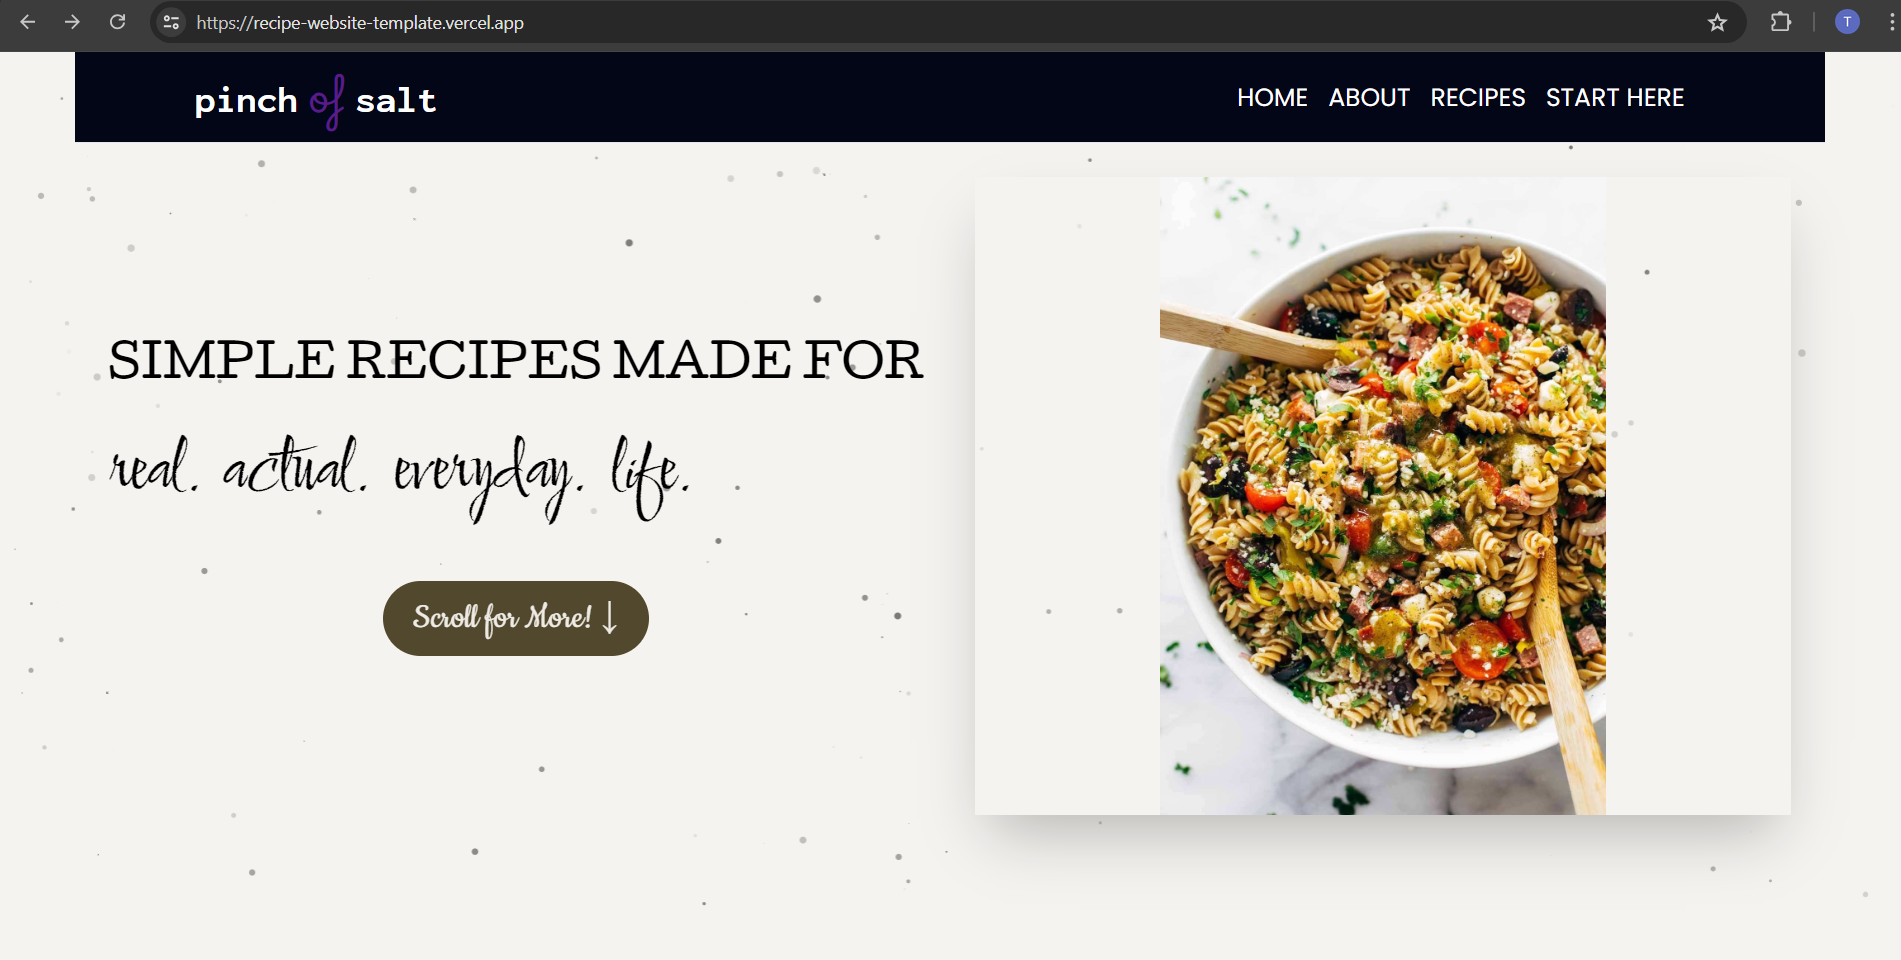 https://recipe-website-template.vercel.app
T
pinch of salt
HOME ABOUT RECIPES START HERE
SIMPLE RECIPES MADE FOR
real. actual. everyday. life.
Scroll for More! ↓